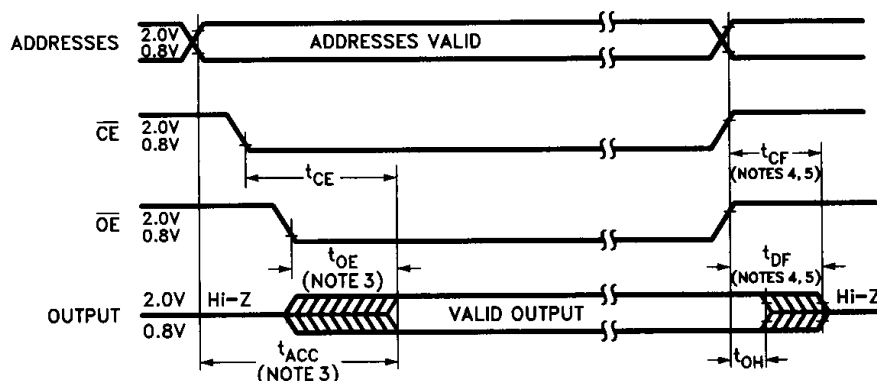 ADDRESSES 2.0V 0.8V ADDRESSES VALID
CE 2.0V 0.8V
tCE
tCF
(NOTES 4, 5)
OE 2.0V 0.8V
tOE
(NOTE 3)
tDF
(NOTES 4, 5)
OUTPUT 2.0V 0.8V Hi-Z VALID OUTPUT Hi-Z
tACC
(NOTE 3)
tOH